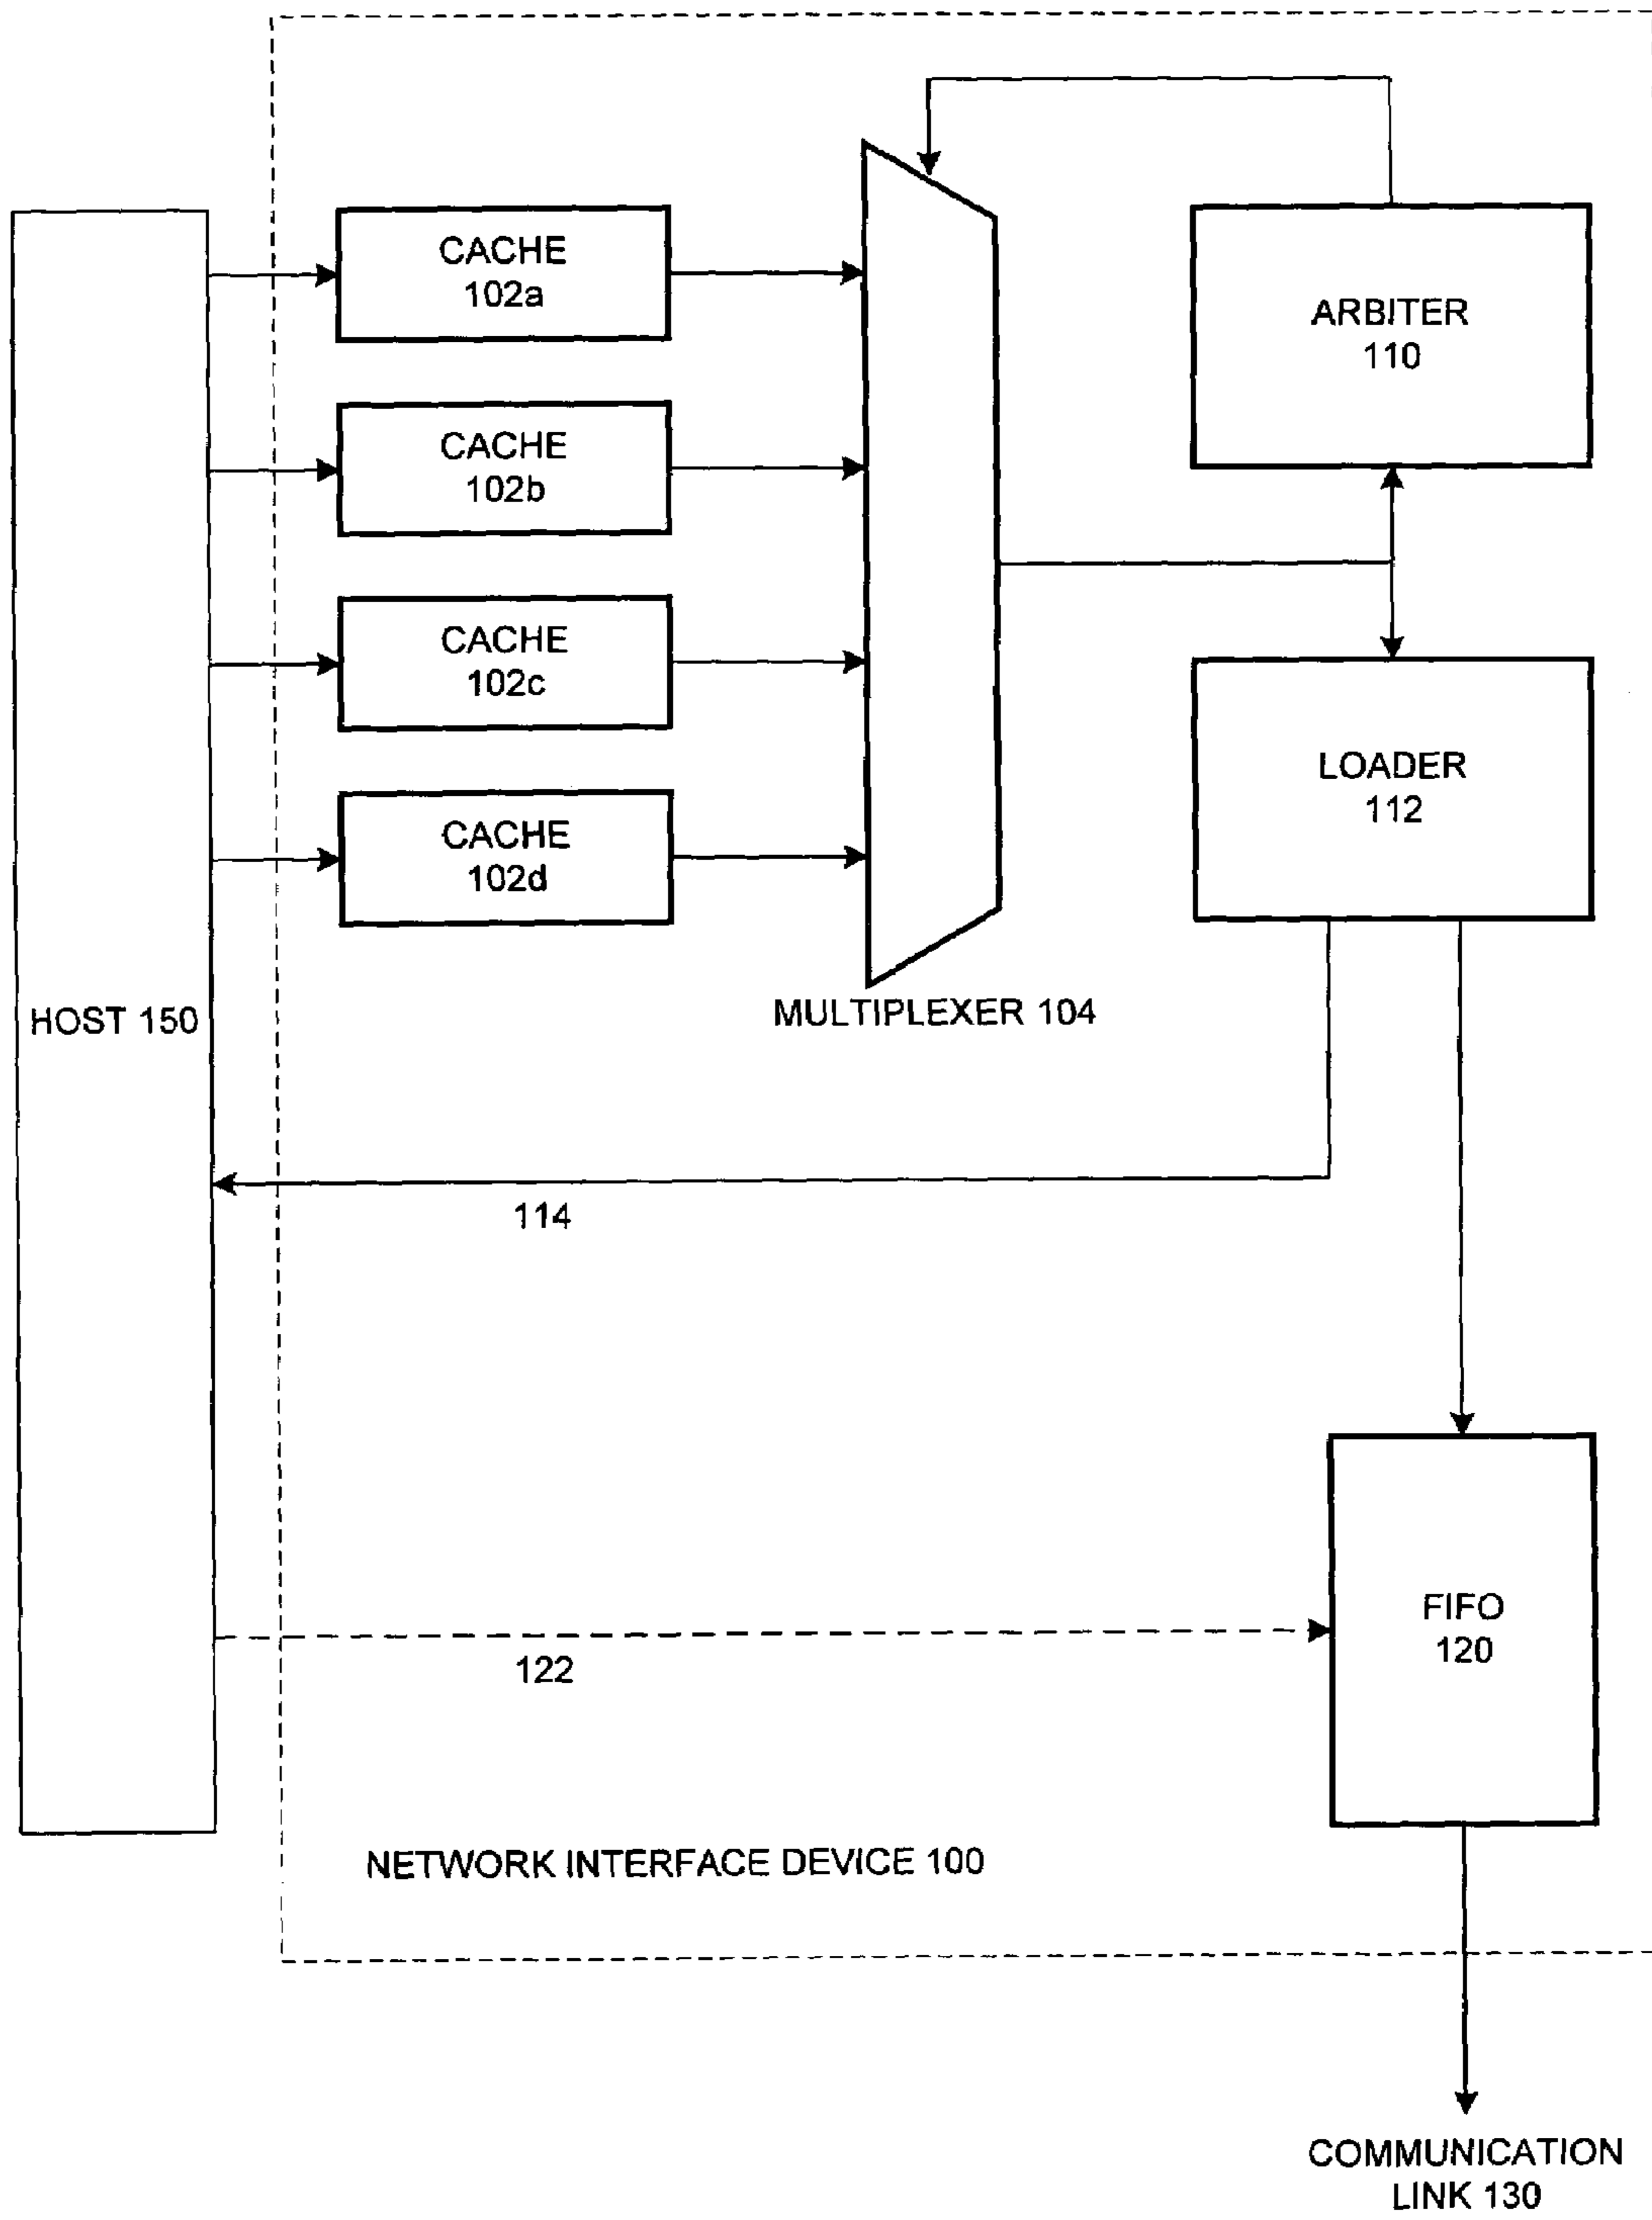 CACHE
102a
ARBITER
110
CACHE
102b
CACHE
102c
LOADER
112
CACHE
102d
HOST 150
MULTIPLEXER 104
114
FIFO
120
122
NETWORK INTERFACE DEVICE 100
COMMUNICATION
LINK 130